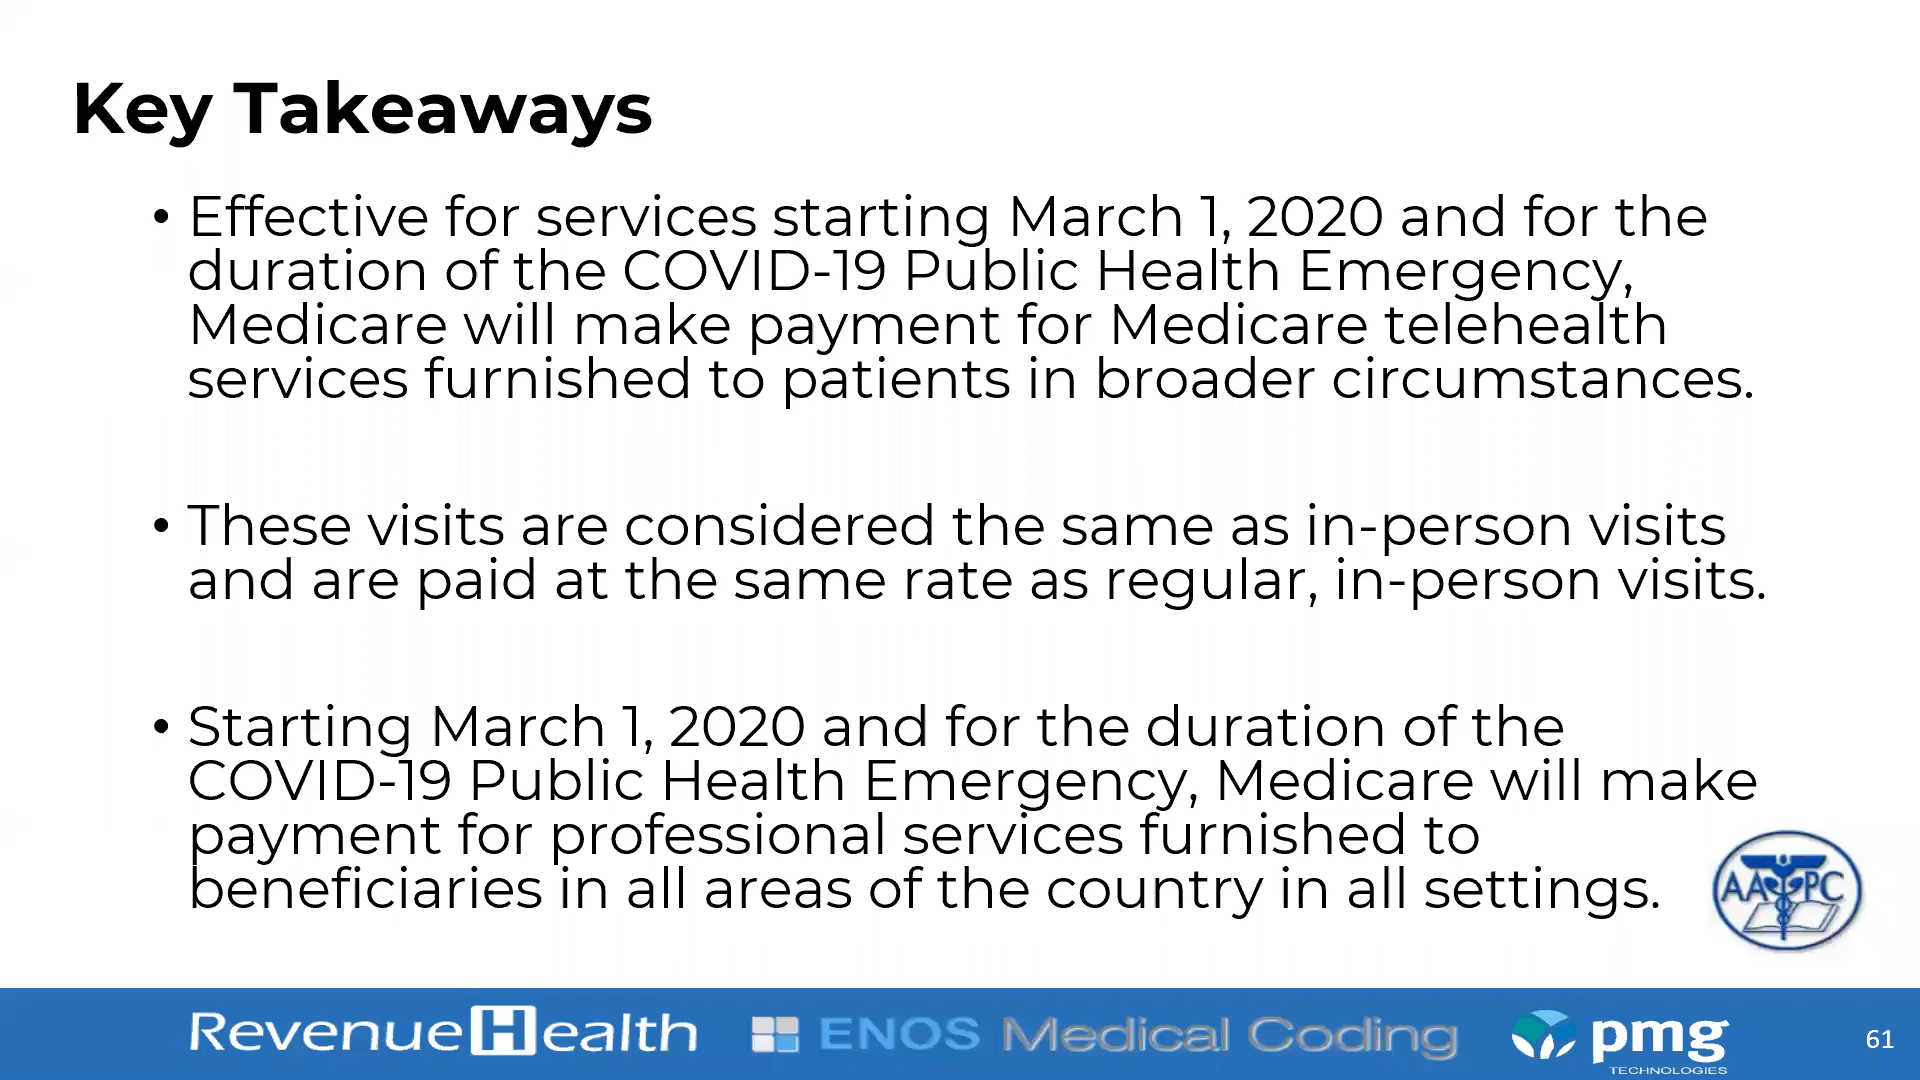 Key Takeaways
• Effective for services starting March 1, 2020 and for the
duration of the COVID-19 Public Health Emergency,
Medicare will make payment for Medicare telehealth
services furnished to patients in broader circumstances.
• These visits are considered the same as in-person visits
and are paid at the same rate as regular, in-person visits.
• Starting March 1, 2020 and for the duration of the
COVID-19 Public Health Emergency, Medicare will make
payment for professional services furnished to
beneficiaries in all areas of the country in all settings.
AAPC
RevenueHealth
ENOS Medical Coding
pmg
TECHNOLOGIES
61